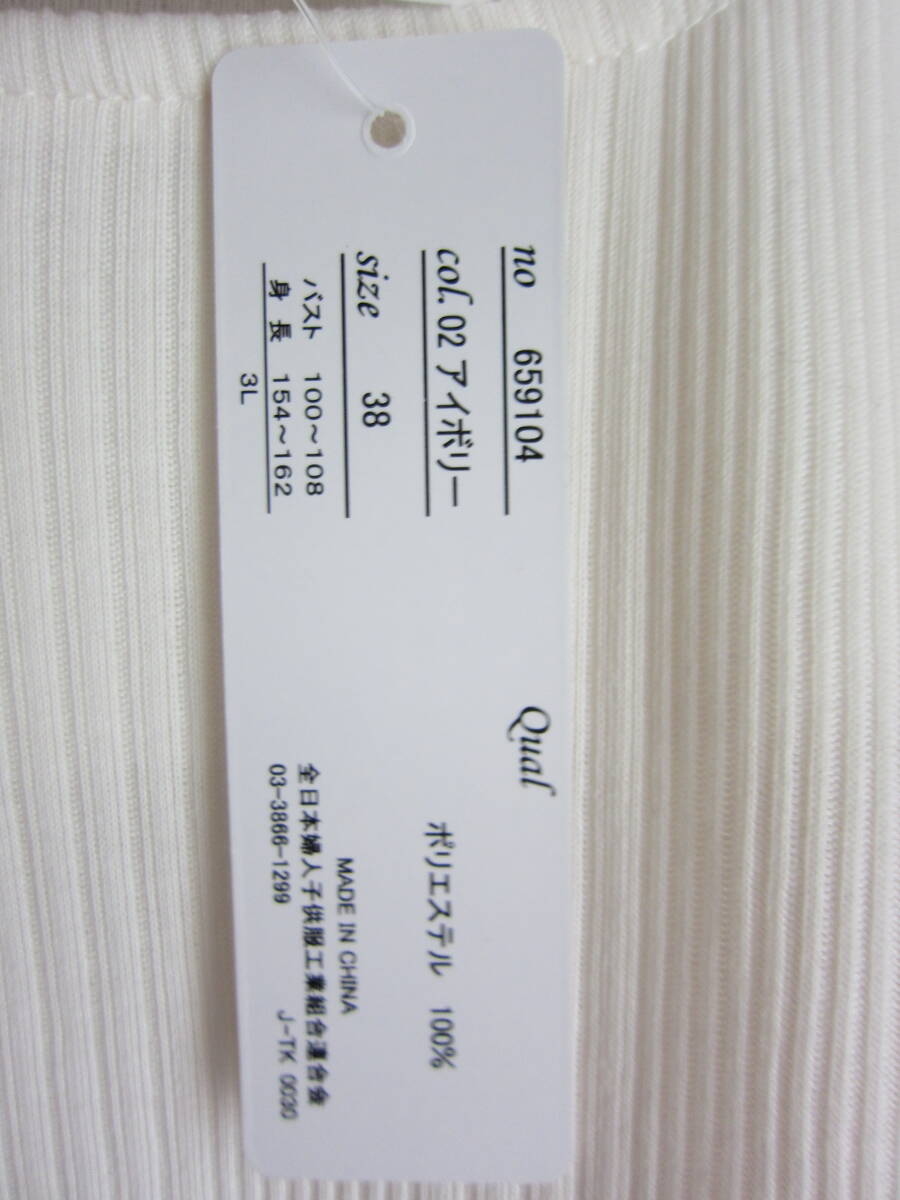 no 659104
col. 02 アイボリー
size 38
バスト 100～108
身長 154～162
3L
Qual
ポリエステル 100%
MADE IN CHINA
全日本婦人子供服工業組合連合会
03-3866-1299
J-TK 0030